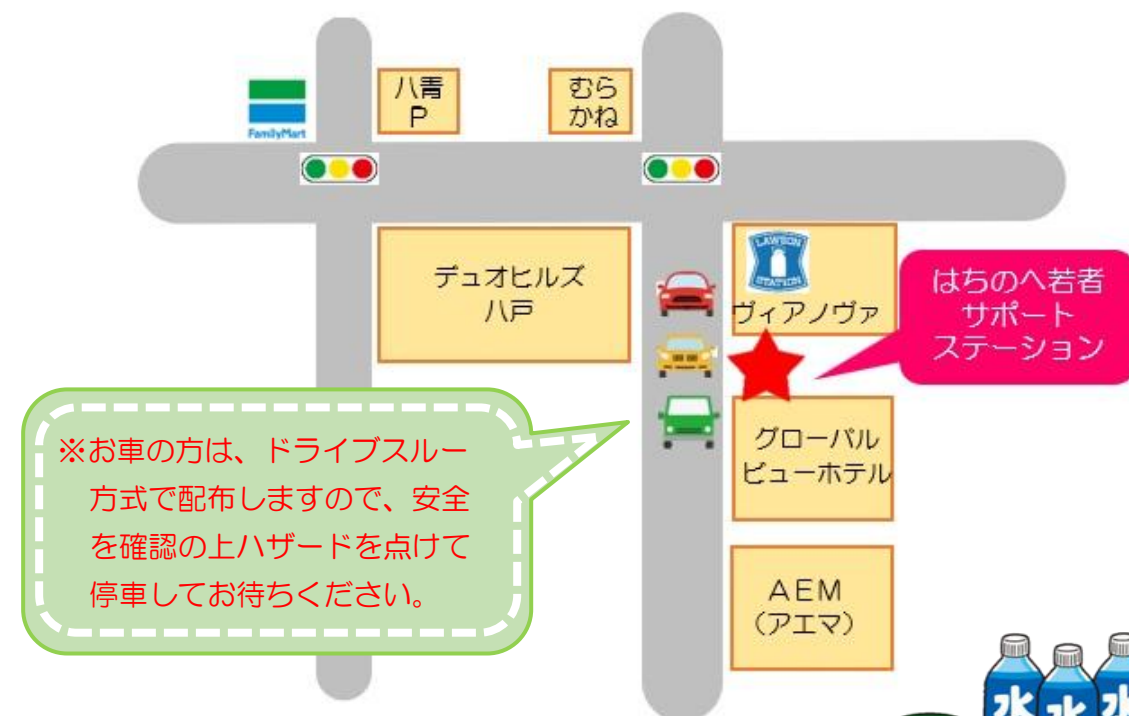 八青
P
むら
かね
FamilyMart
デュオヒルズ
八戸
LAWSON
STATION
ヴィアノヴァ
はちのへ若者
サポート
ステーション
※お車の方は、ドライブスルー
方式で配布しますので、安全
を確認の上ハザードを点けて
停車してお待ちください。
グローバル
ビューホテル
AEM
(アエマ)
水
水
水